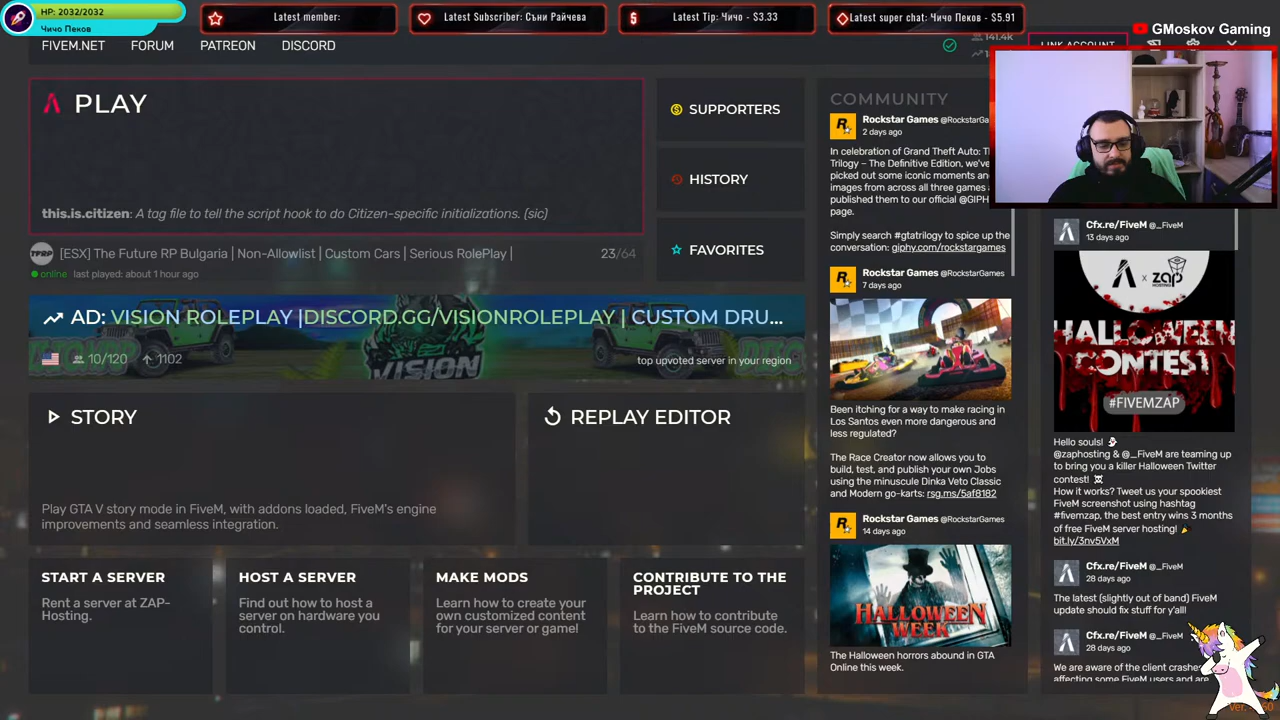 HP: 2032/2032
Чичо Пеков
Latest member:
Latest Subscriber: Съни Райчева
Latest Tip: Чичо - $3.33
Latest super chat: Чичо Пеков - $5.91
GMoskov Gaming
FIVEM.NET
FORUM
PATREON
DISCORD
141.4k
LINK ACCOUNT
PLAY
this.is.citizen: A tag file to tell the script hook to do Citizen-specific initializations. (sic)
[ESX] The Future RP Bulgaria | Non-Allowlist | Custom Cars | Serious RolePlay |
23/64
online
last played: about 1 hour ago
SUPPORTERS
HISTORY
FAVORITES
AD: VISION ROLEPLAY |DISCORD.GG/VISIONROLEPLAY | CUSTOM DRU...
VISION
10/120
1102
top upvoted server in your region
STORY
Play GTA V story mode in FiveM, with addons loaded, FiveM's engine
improvements and seamless integration.
REPLAY EDITOR
START A SERVER
Rent a server at ZAP-
Hosting.
HOST A SERVER
Find out how to host a
server on hardware you
control.
MAKE MODS
Learn how to create your
own customized content
for your server or game!
CONTRIBUTE TO THE
PROJECT
Learn how to contribute
to the FiveM source code.
COMMUNITY
Rockstar Games @RockstarGa
2 days ago
In celebration of Grand Theft Auto: Th
Trilogy – The Definitive Edition, we've
picked out some iconic moments and
images from across all three games a
published them to our official @GIPH
page.
Simply search #gtatrilogy to spice up the
conversation: giphy.com/rockstargames
Rockstar Games @RockstarGames
7 days ago
Been itching for a way to make racing in
Los Santos even more dangerous and
less regulated?
The Race Creator now allows you to
build, test, and publish your own Jobs
using the minuscule Dinka Veto Classic
and Modern go-karts: rsg.ms/5af8182
Rockstar Games @RockstarGames
14 days ago
HALLOWEEN
WEEK
The Halloween horrors abound in GTA
Online this week.
Cfx.re/FiveM @_FiveM
13 days ago
x zap
HOSTING
HALLOWEEN
CONTEST
#FIVEMZAP
Hello souls!
@zaphosting & @_FiveM are teaming up
to bring you a killer Halloween Twitter
contest!
How it works? Tweet us your spookiest
FiveM screenshot using hashtag
#fivemzap, the best entry wins 3 months
of free FiveM server hosting!
bit.ly/3nv5VxM
Cfx.re/FiveM @_FiveM
28 days ago
The latest (slightly out of band) FiveM
update should fix stuff for y'all!
Cfx.re/FiveM @_FiveM
28 days ago
We are aware of the client crashes
affecting some FiveM users and are